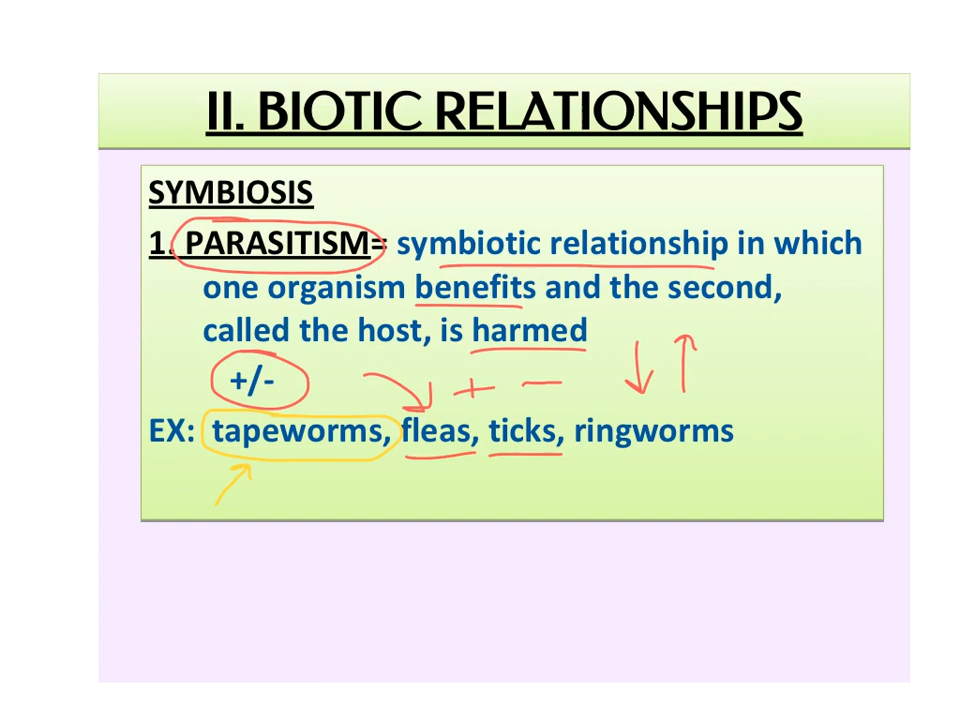 II. BIOTIC RELATIONSHIPS
SYMBIOSIS
1. PARASITISM= symbiotic relationship in which
one organism benefits and the second,
called the host, is harmed
+/-
+ -
EX: tapeworms, fleas, ticks, ringworms